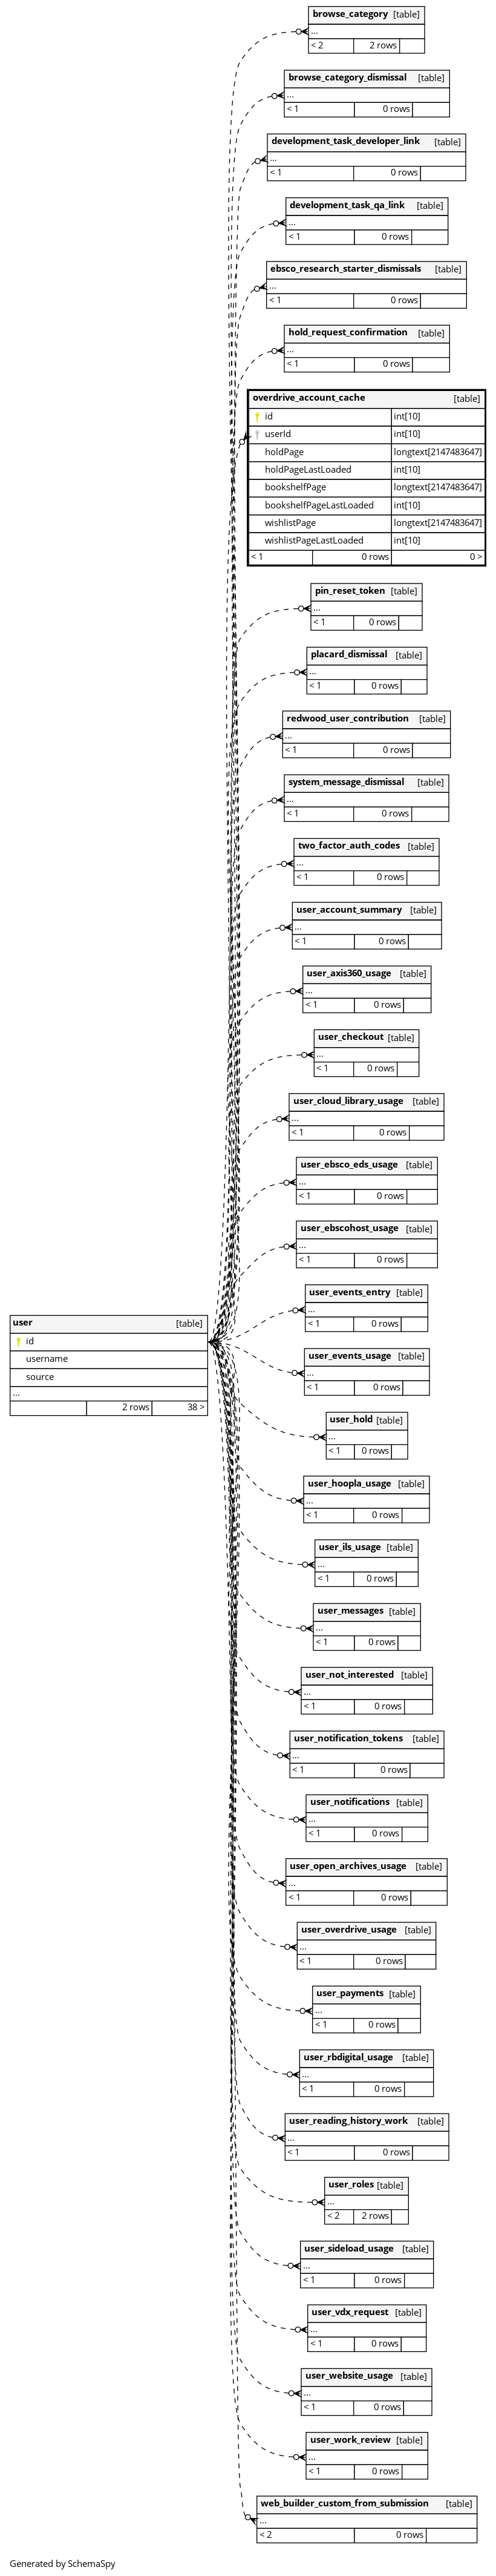 browse_category [table]
...
< 2 2 rows
browse_category_dismissal [table]
...
< 1 0 rows
development_task_developer_link [table]
...
< 1 0 rows
development_task_qa_link [table]
...
< 1 0 rows
ebsco_research_starter_dismissals [table]
...
< 1 0 rows
hold_request_confirmation [table]
...
< 1 0 rows
overdrive_account_cache [table]
id int[10]
userId int[10]
holdPage longtext[2147483647]
holdPageLastLoaded int[10]
bookshelfPage longtext[2147483647]
bookshelfPageLastLoaded int[10]
wishlistPage longtext[2147483647]
wishlistPageLastLoaded int[10]
< 1 0 rows 0 >
pin_reset_token [table]
...
< 1 0 rows
placard_dismissal [table]
...
< 1 0 rows
redwood_user_contribution [table]
...
< 1 0 rows
system_message_dismissal [table]
...
< 1 0 rows
two_factor_auth_codes [table]
...
< 1 0 rows
user_account_summary [table]
...
< 1 0 rows
user_axis360_usage [table]
...
< 1 0 rows
user_checkout [table]
...
< 1 0 rows
user_cloud_library_usage [table]
...
< 1 0 rows
user_ebsco_eds_usage [table]
...
< 1 0 rows
user_ebscohost_usage [table]
...
< 1 0 rows
user_events_entry [table]
...
< 1 0 rows
user [table]
id
username
source
...
2 rows 38 >
user_events_usage [table]
...
< 1 0 rows
user_hold [table]
...
< 1 0 rows
user_hoopla_usage [table]
...
< 1 0 rows
user_ils_usage [table]
...
< 1 0 rows
user_messages [table]
...
< 1 0 rows
user_not_interested [table]
...
< 1 0 rows
user_notification_tokens [table]
...
< 1 0 rows
user_notifications [table]
...
< 1 0 rows
user_open_archives_usage [table]
...
< 1 0 rows
user_overdrive_usage [table]
...
< 1 0 rows
user_payments [table]
...
< 1 0 rows
user_rbdigital_usage [table]
...
< 1 0 rows
user_reading_history_work [table]
...
< 1 0 rows
user_roles [table]
...
< 2 2 rows
user_sideload_usage [table]
...
< 1 0 rows
user_vdx_request [table]
...
< 1 0 rows
user_website_usage [table]
...
< 1 0 rows
user_work_review [table]
...
< 1 0 rows
web_builder_custom_from_submission [table]
...
< 2 0 rows
Generated by SchemaSpy